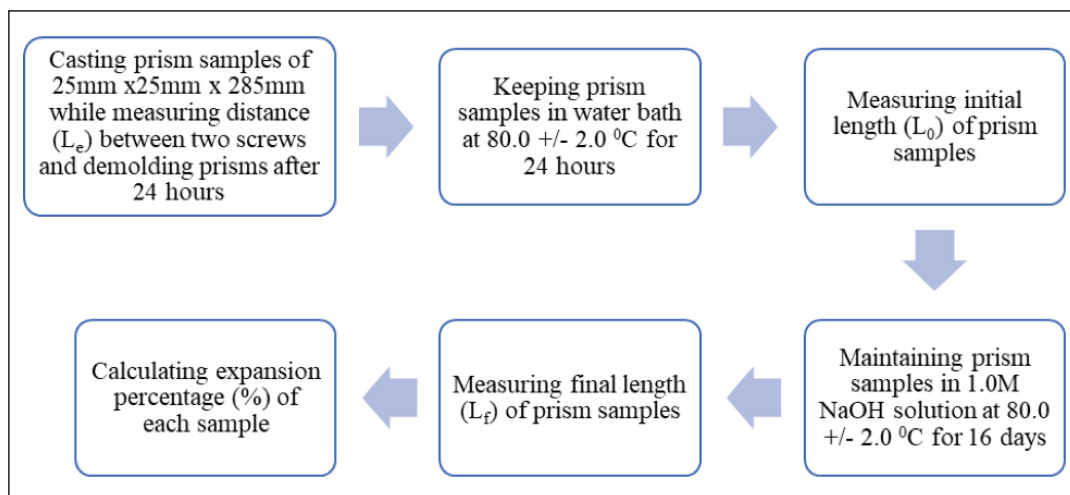 Casting prism samples of
25mm x25mm x 285mm
while measuring distance
(Lₑ) between two screws
and demolding prisms after
24 hours
Keeping prism
samples in water bath
at 80.0 +/- 2.0 ⁰C for
24 hours
Measuring initial
length (L₀) of prism
samples
Maintaining prism
samples in 1.0M
NaOH solution at 80.0
+/- 2.0 ⁰C for 16 days
Measuring final length
(L_f) of prism samples
Calculating expansion
percentage (%) of
each sample